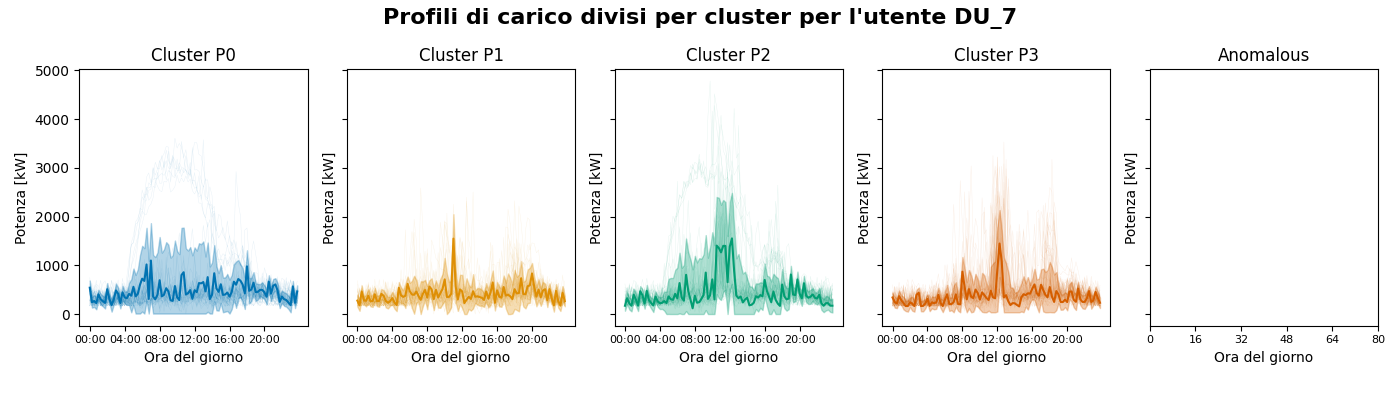 Profili di carico divisi per cluster per l'utente DU_7
Cluster P0
Cluster P1
Cluster P2
Cluster P3
Anomalous
5000
4000
3000
2000
1000
0
Potenza [kW]
Potenza [kW]
Potenza [kW]
Potenza [kW]
Potenza [kW]
00:00 04:00 08:00 12:00 16:00 20:00
00:00 04:00 08:00 12:00 16:00 20:00
00:00 04:00 08:00 12:00 16:00 20:00
00:00 04:00 08:00 12:00 16:00 20:00
0 16 32 48 64 80
Ora del giorno
Ora del giorno
Ora del giorno
Ora del giorno
Ora del giorno